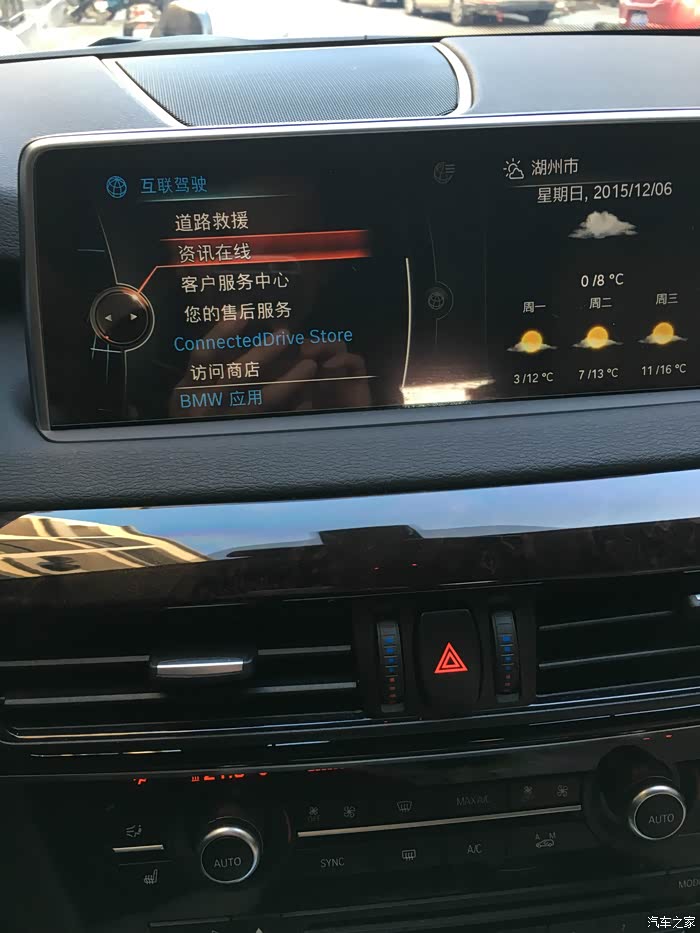 互联驾驶
道路救援
资讯在线
客户服务中心
您的售后服务
ConnectedDrive Store
访问商店
BMW 应用
湖州市
星期日, 2015/12/06
0/8 °C
周一 周二 周三
3/12 °C 7/13 °C 11/16 °C
MAX A/C
OFF
AUTO
AUTO
SYNC
A/C
A M
汽车之家